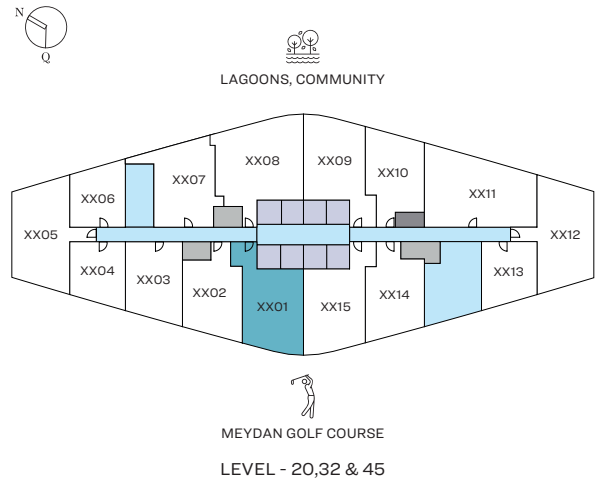 N
Q
LAGOONS, COMMUNITY
XX08
XX09
XX10
XX07
XX11
XX06
XX05
XX12
XX04
XX03
XX02
XX01
XX15
XX14
XX13
MEYDAN GOLF COURSE
LEVEL - 20,32 & 45